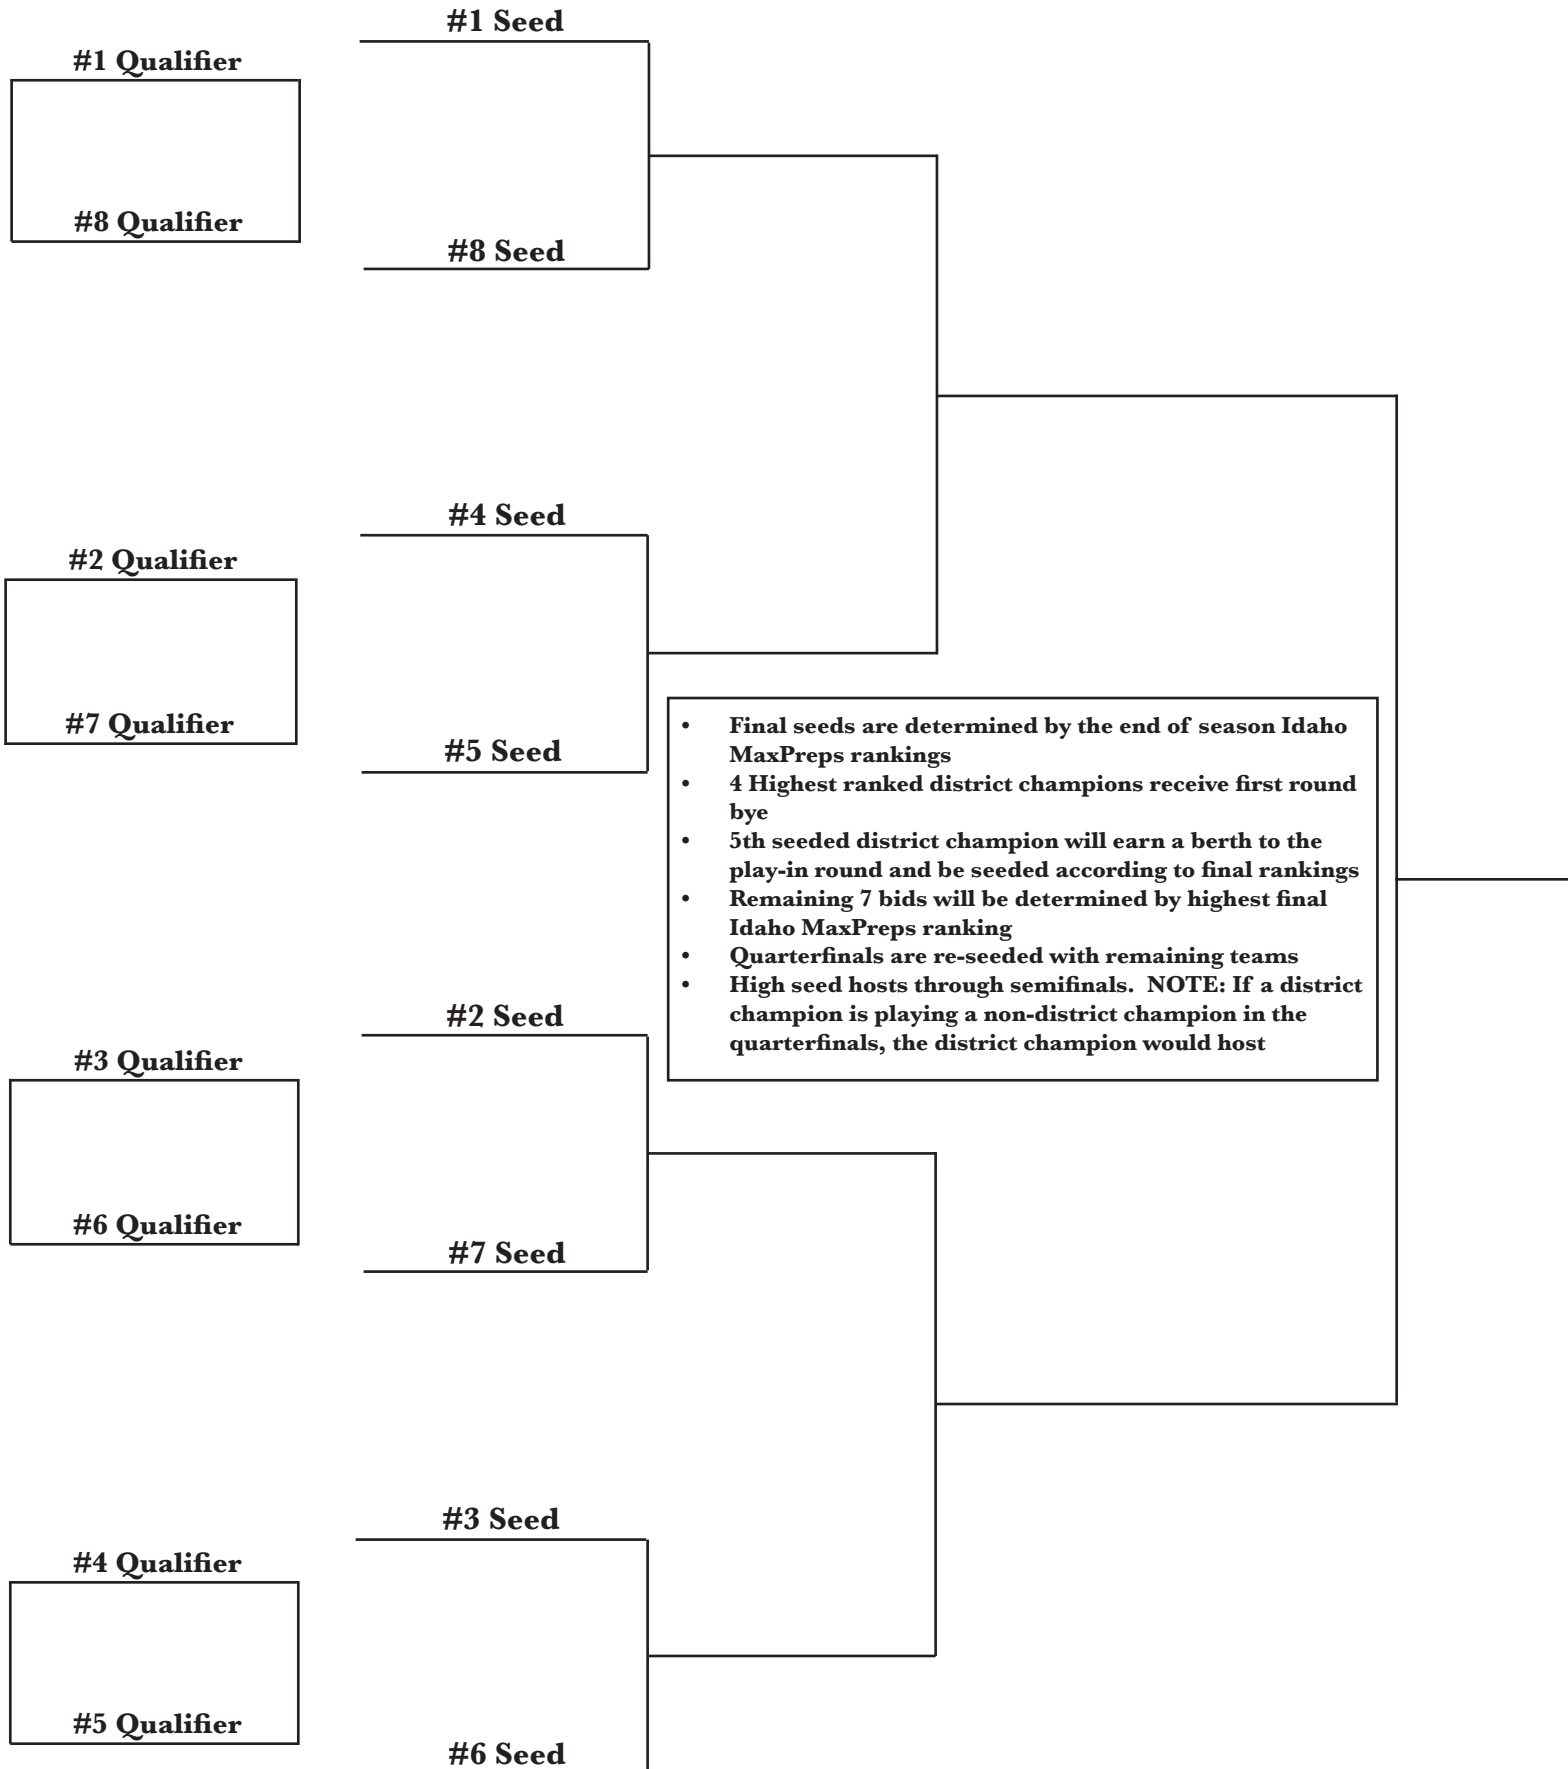 #1 Seed
#1 Qualifier
#8 Qualifier
#8 Seed
#4 Seed
#2 Qualifier
#7 Qualifier
#5 Seed
• Final seeds are determined by the end of season Idaho
MaxPreps rankings
• 4 Highest ranked district champions receive first round
bye
• 5th seeded district champion will earn a berth to the
play-in round and be seeded according to final rankings
• Remaining 7 bids will be determined by highest final
Idaho MaxPreps ranking
• Quarterfinals are re-seeded with remaining teams
• High seed hosts through semifinals. NOTE: If a district
champion is playing a non-district champion in the
quarterfinals, the district champion would host
#2 Seed
#3 Qualifier
#6 Qualifier
#7 Seed
#3 Seed
#4 Qualifier
#5 Qualifier
#6 Seed